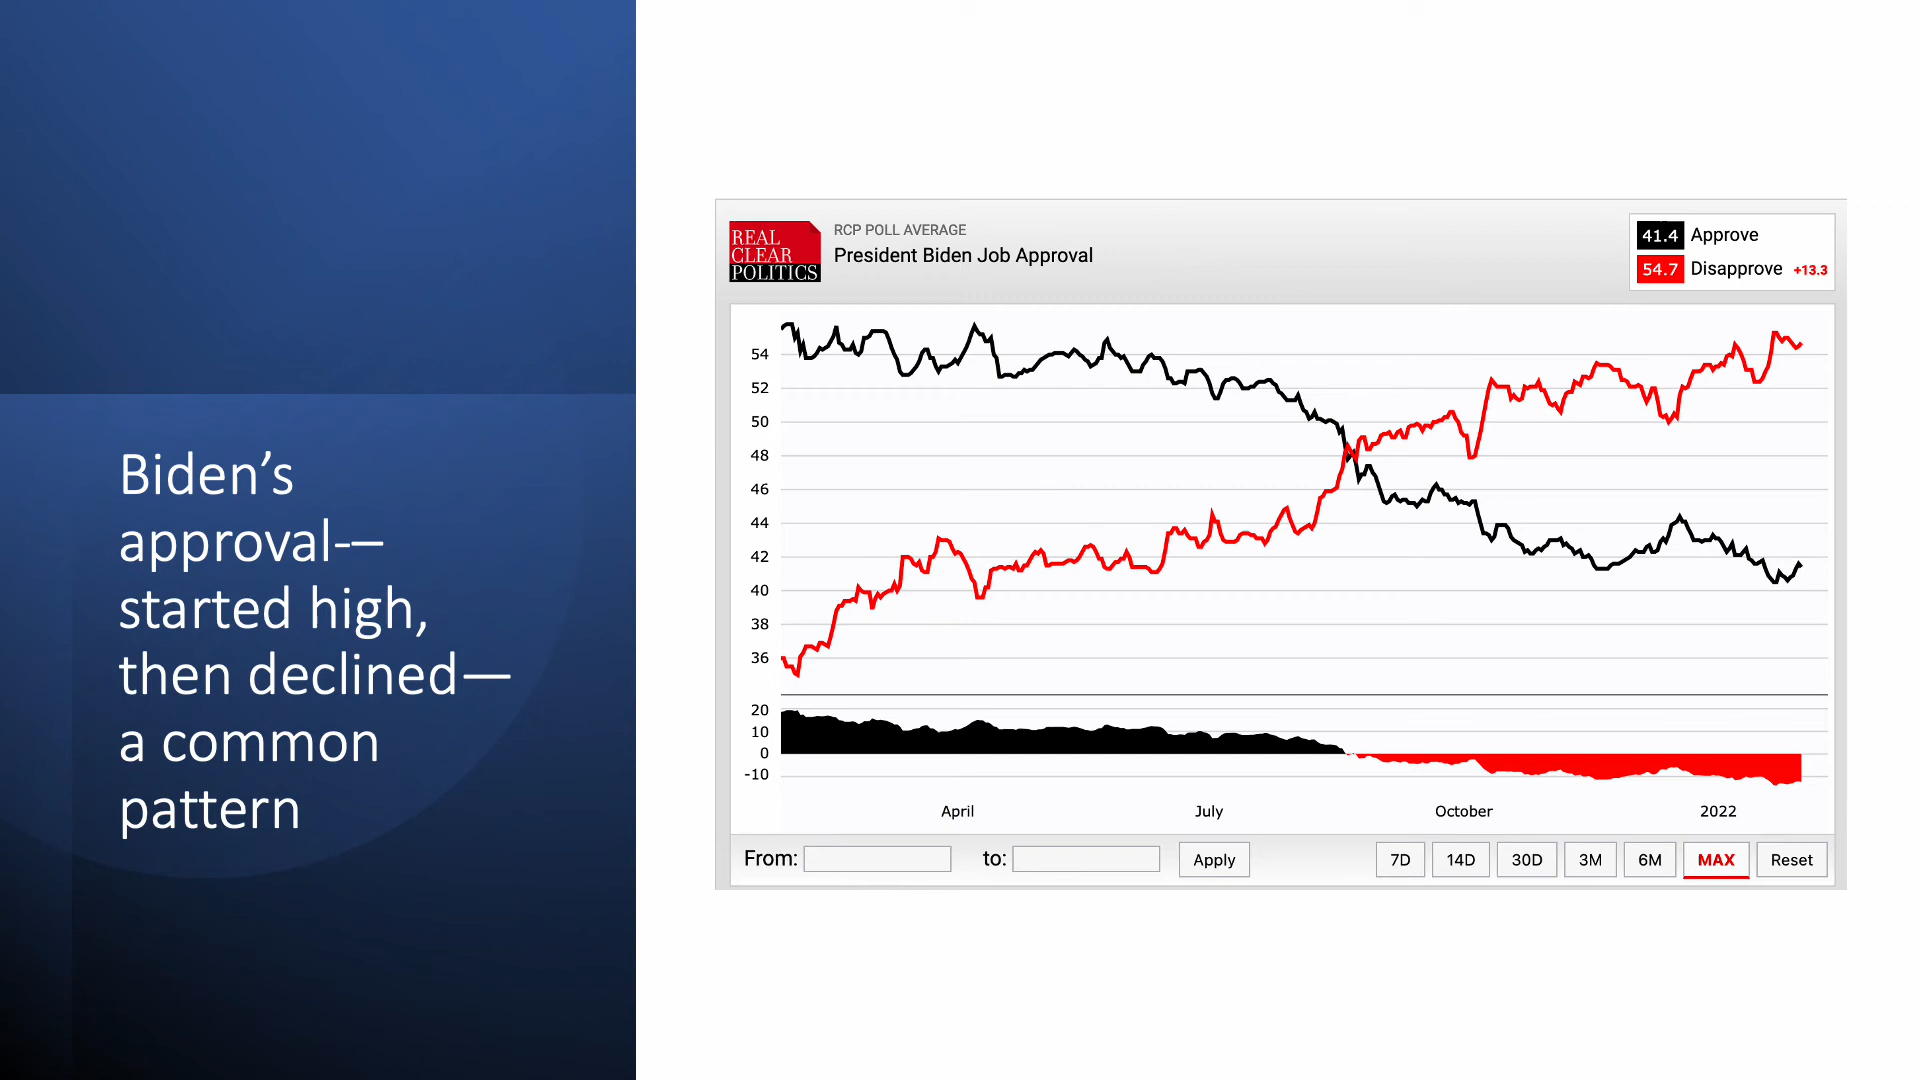 Biden’s
approval-—
started high,
then declined—
a common
pattern
REAL
CLEAR
POLITICS
RCP POLL AVERAGE
President Biden Job Approval
41.4 Approve
54.7 Disapprove +13.3
54
52
50
48
46
44
42
40
38
36
20
10
0
-10
April July October 2022
From: to: Apply 7D 14D 30D 3M 6M MAX Reset